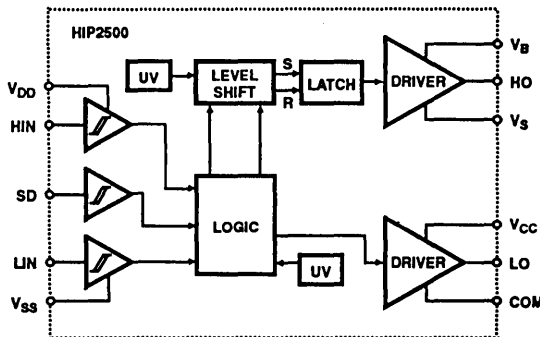 HIP2500
VDD
HIN
SD
LIN
VSS
UV
LEVEL
SHIFT
S
R
LATCH
DRIVER
VB
HO
VS
LOGIC
UV
DRIVER
VCC
LO
COM